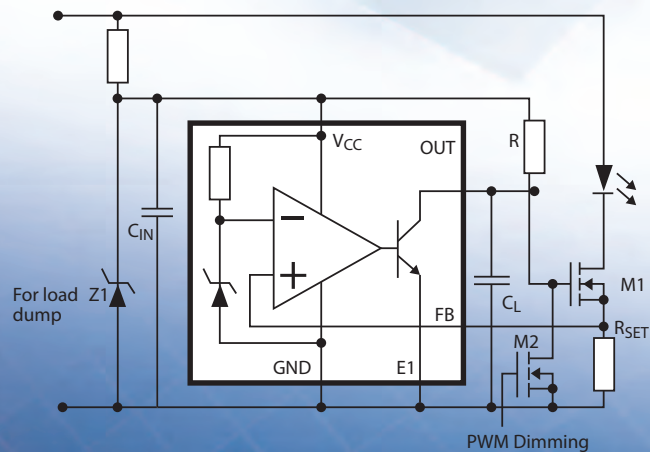 VCC
OUT
R
CIN
For load
dump
Z1
CL
M1
FB
RSET
M2
GND
E1
PWM Dimming